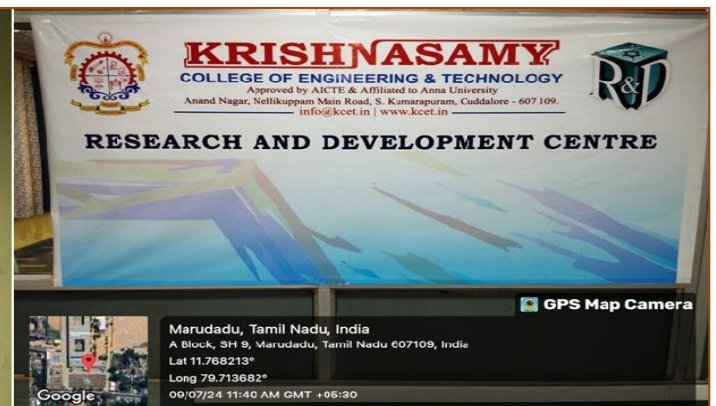 KRISHNASAMY
COLLEGE OF ENGINEERING & TECHNOLOGY
Approved by AICTE & Affiliated to Anna University
Anand Nagar, Nellikuppam Main Road, S. Kumarapuram, Cuddalore - 607 109.
info@kcet.in | www.kcet.in
R&D
RESEARCH AND DEVELOPMENT CENTRE
GPS Map Camera
Marudadu, Tamil Nadu, India
A Block, SH 9, Marudadu, Tamil Nadu 607109, India
Lat 11.768213°
Long 79.713682°
09/07/24 11:40 AM GMT +05:30
Google